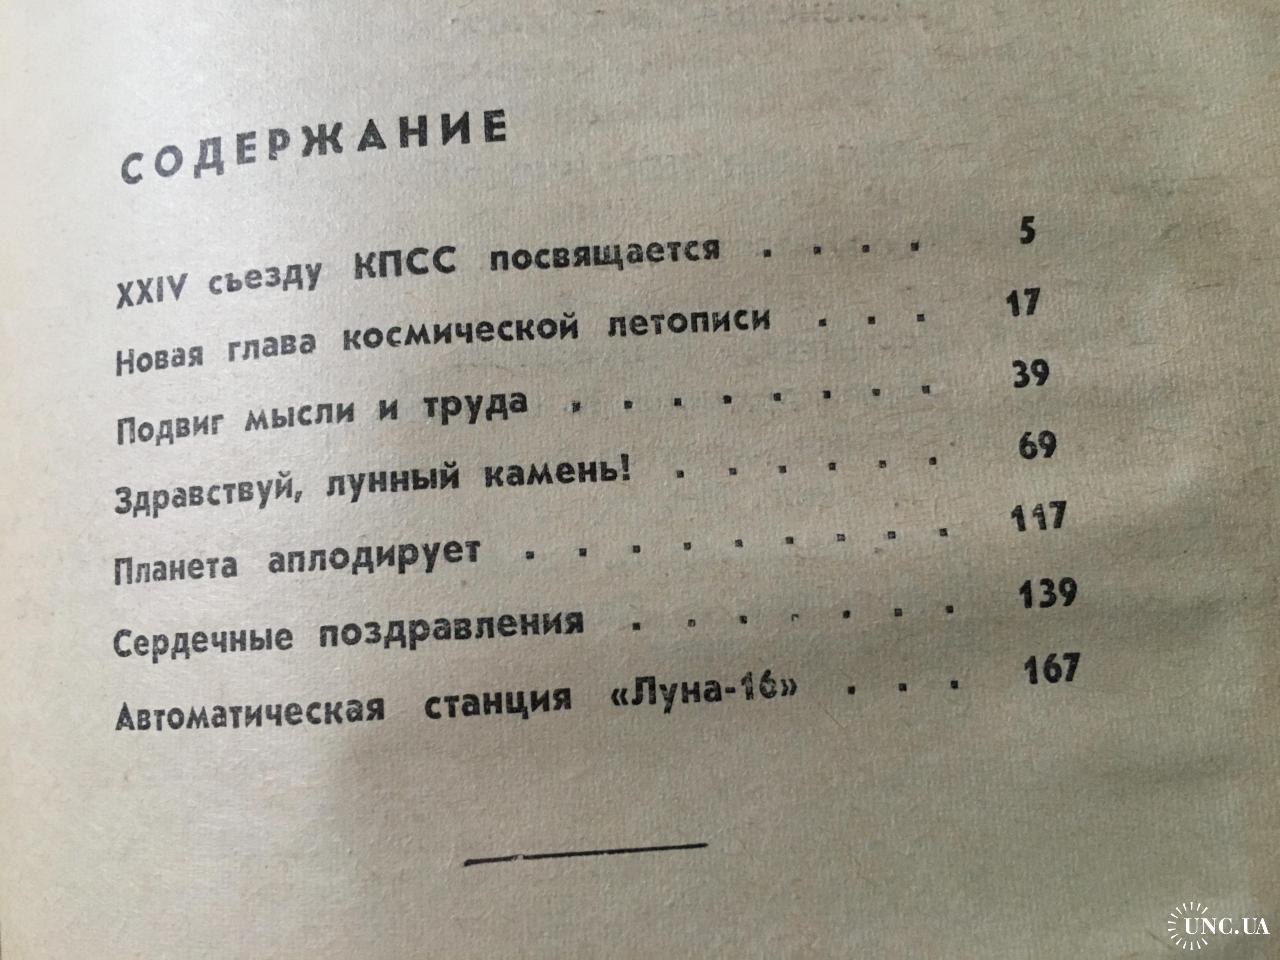 СОДЕРЖАНИЕ
XXIV съезду КПСС посвящается . . . . 5
Новая глава космической летописи . . . 17
Подвиг мысли и труда . . . . . . . . 39
Здравствуй, лунный камень! . . . . . . 69
Планета аплодирует . . . . . . . . . 117
Сердечные поздравления . . . . . . . 139
Автоматическая станция «Луна-16» . . . 167
UNC.UA